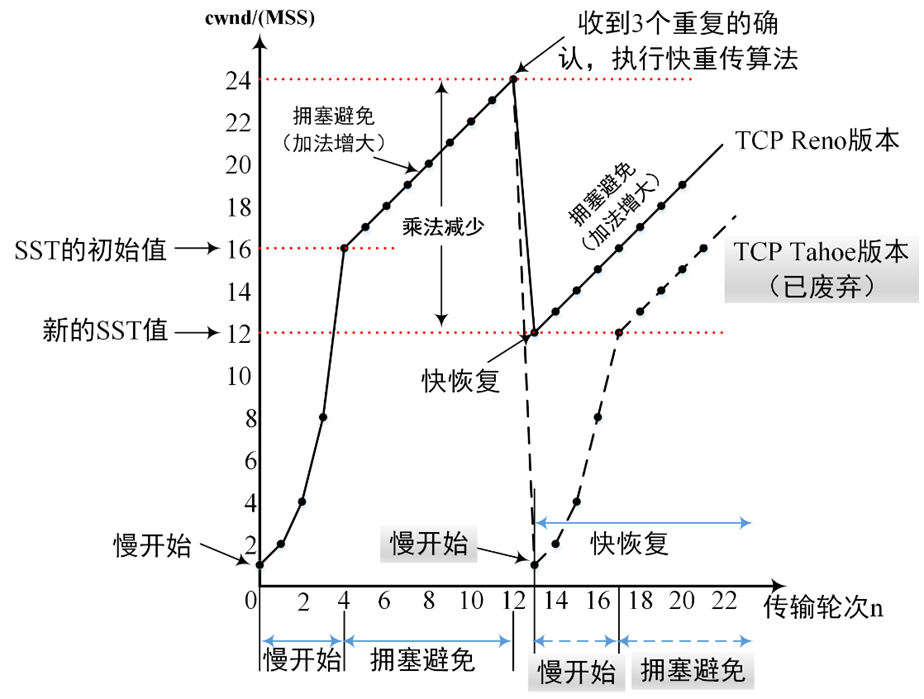 cwnd/(MSS)
收到3个重复的确
认，执行快重传算法
24
22
20
18
16
14
12
10
8
6
4
2
拥塞避免
（加法增大）
乘法减少
TCP Reno版本
拥塞避免
（加法增大）
TCP Tahoe版本
（已废弃）
SST的初始值
新的SST值
快恢复
慢开始
慢开始
快恢复
0 2 4 6 8 10 12 14 16 18 20 22
传输轮次n
慢开始
拥塞避免
慢开始
拥塞避免